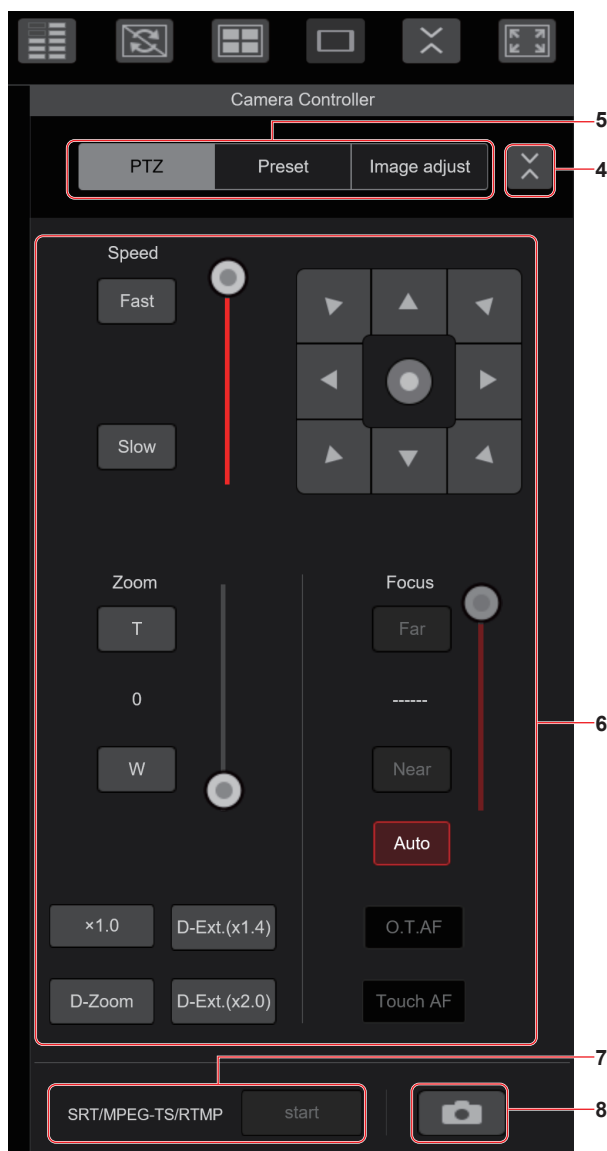 Camera Controller
5
PTZ Preset Image adjust
4
Speed
Fast
Slow
Zoom Focus
T Far
0 ------
6
W Near
Auto
×1.0 D-Ext.(x1.4) O.T.AF
D-Zoom D-Ext.(x2.0) Touch AF
7
SRT/MPEG-TS/RTMP start
8